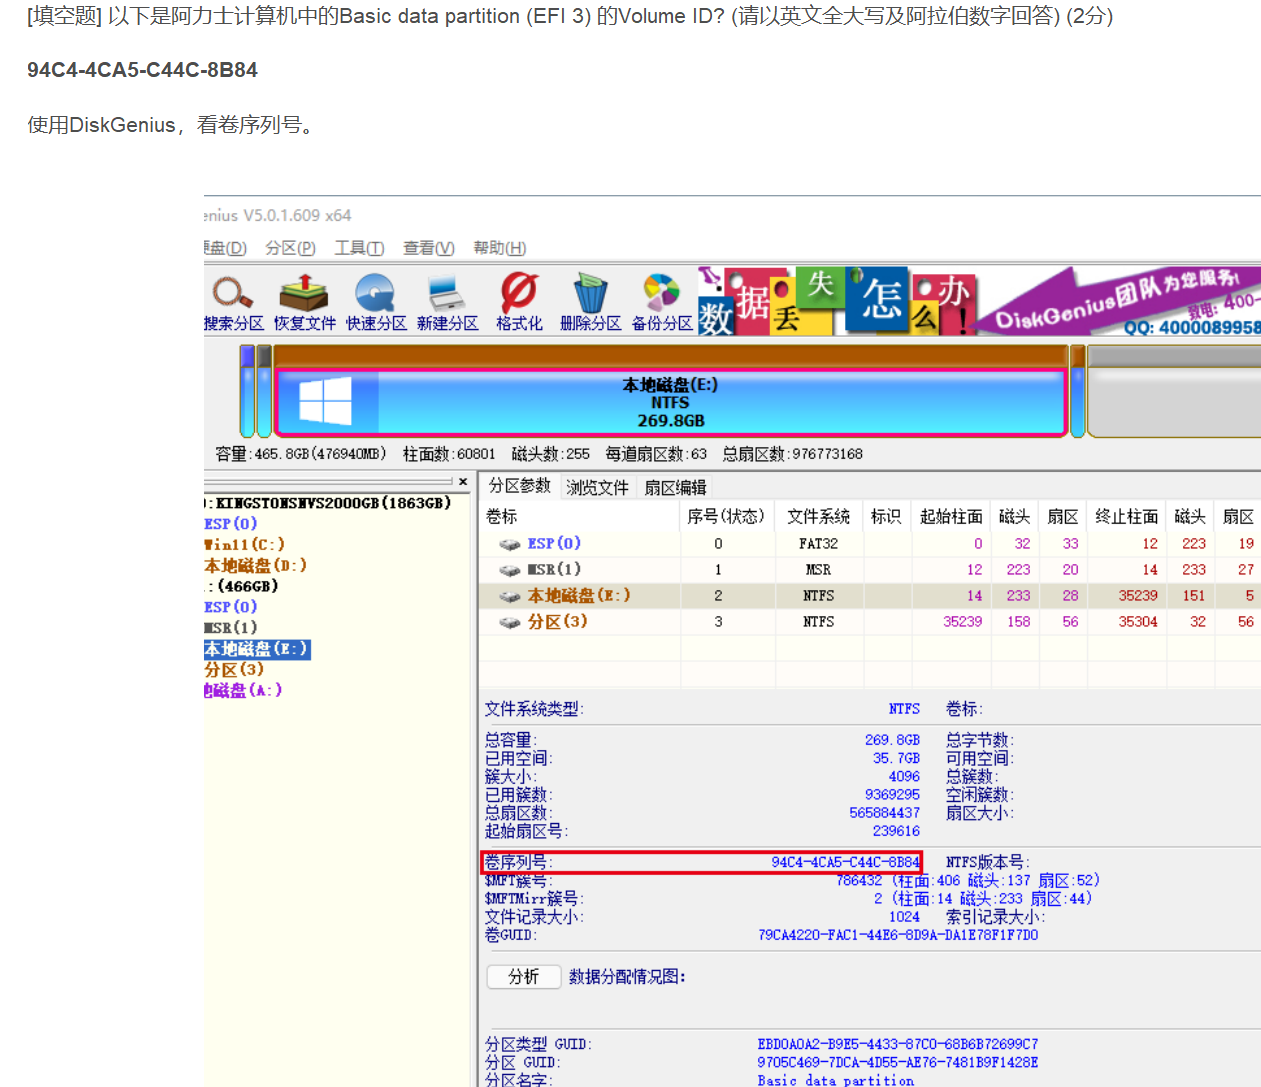 [填空题] 以下是阿力士计算机中的Basic data partition (EFI 3) 的Volume ID? (请以英文全大写及阿拉伯数字回答) (2分)
94C4-4CA5-C44C-8B84
使用DiskGenius，看卷序列号。
enius V5.0.1.609 x64
硬盘(D) 分区(P) 工具(T) 查看(V) 帮助(H)
搜索分区 恢复文件 快速分区 新建分区 格式化 删除分区 备份分区
数据丢失怎么办!
DiskGenius团队为您服务!
致电: 400-
QQ: 4000089958
本地磁盘(E:)
NTFS
269.8GB
容量:465.8GB(476940MB) 柱面数:60801 磁头数:255 每道扇区数:63 总扇区数:976773168
):KINGSTONSNVS2000GB(1863GB)
ESP(0)
Win11(C:)
本地磁盘(D:)
.:(466GB)
ESP(0)
MSR(1)
本地磁盘(E:)
分区(3)
地磁盘(A:)
分区参数 浏览文件 扇区编辑
卷标 序号(状态) 文件系统 标识 起始柱面 磁头 扇区 终止柱面 磁头 扇区
ESP(0) 0 FAT32 0 32 33 12 223 19
MSR(1) 1 MSR 12 223 20 14 233 27
本地磁盘(E:) 2 NTFS 14 233 28 35239 151 5
分区(3) 3 NTFS 35239 158 56 35304 32 56
文件系统类型: NTFS 卷标:
总容量: 269.8GB 总字节数:
已用空间: 35.7GB 可用空间:
簇大小: 4096 总簇数:
已用簇数: 9369295 空闲簇数:
总扇区数: 565884437 扇区大小:
起始扇区号: 239616
卷序列号: 94C4-4CA5-C44C-8B84 NTFS版本号:
$MFT簇号: 786432 (柱面:406 磁头:137 扇区:52)
$MFTMirr簇号: 2 (柱面:14 磁头:233 扇区:44)
文件记录大小: 1024 索引记录大小:
卷GUID: 79CA4220-FAC1-44E6-8D9A-DA1E78F1F7D0
分析 数据分配情况图:
分区类型 GUID: EBD0A0A2-B9E5-4433-87C0-68B6B72699C7
分区 GUID: 9705C469-7DCA-4D55-AE76-7481B9F1428E
分区名字: Basic data partition